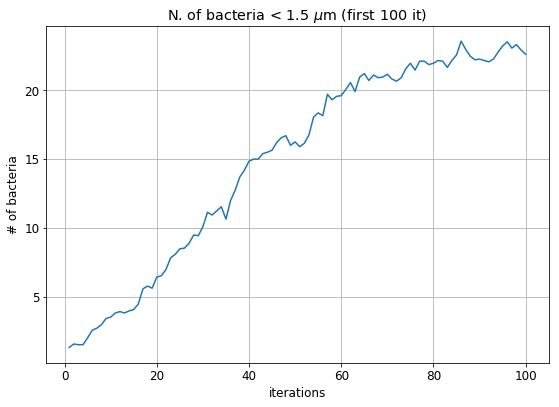 N. of bacteria < 1.5 μm (first 100 it)
# of bacteria
20
15
10
5
0 20 40 60 80 100
iterations